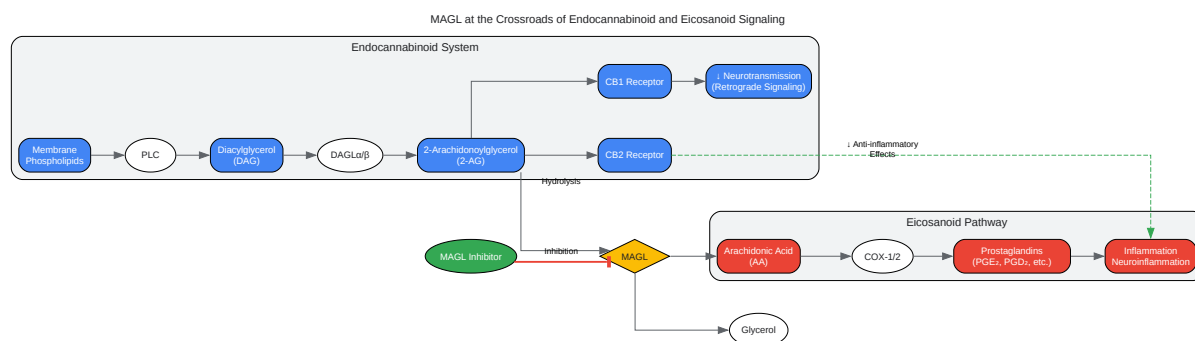 MAGL at the Crossroads of Endocannabinoid and Eicosanoid Signaling
Endocannabinoid System
CB1 Receptor
↓ Neurotransmission
(Retrograde Signaling)
Membrane
Phospholipids
PLC
Diacylglycerol
(DAG)
DAGLα/β
2-Arachidonoylglycerol
(2-AG)
CB2 Receptor
↓ Anti-inflammatory
Effects
Hydrolysis
Eicosanoid Pathway
MAGL Inhibitor
Inhibition
MAGL
Arachidonic Acid
(AA)
COX-1/2
Prostaglandins
(PGE₂, PGD₂, etc.)
Inflammation
Neuroinflammation
Glycerol